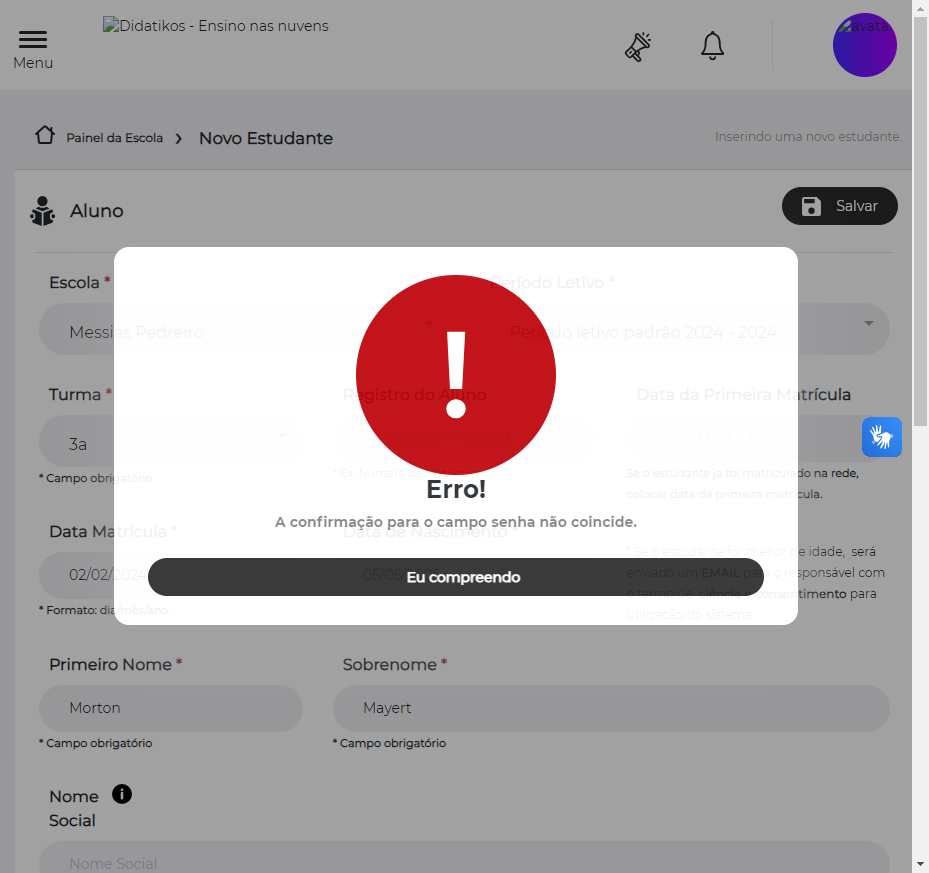 Didatikos - Ensino nas nuvens
avata
Menu
Painel da Escola
Novo Estudante
Inserindo uma novo estudante.
Aluno
Salvar
Escola *
Período Letivo *
Messias Pedreiro
Período letivo padrão 2024 - 2024
Turma *
Registro do Aluno
Data da Primeira Matrícula
3a
* Campo obrigatório
* Ex: Número
Se o estudante ja foi matriculado na rede,
colocar data da primeira matrícula.
Erro!
A confirmação para o campo senha não coincide.
Data Matrícula *
Data de Nascimento *
* Se o estudante for menor de idade, será
02/02/2024
05/05/
Eu compreendo
enviado um EMAIL para o responsável com
o termo de ciência e consentimento para
* Formato: dia/mês/ano.
utilização do sistema
Primeiro Nome *
Sobrenome *
Morton
Mayert
* Campo obrigatório
* Campo obrigatório
Nome
Social
Nome Social